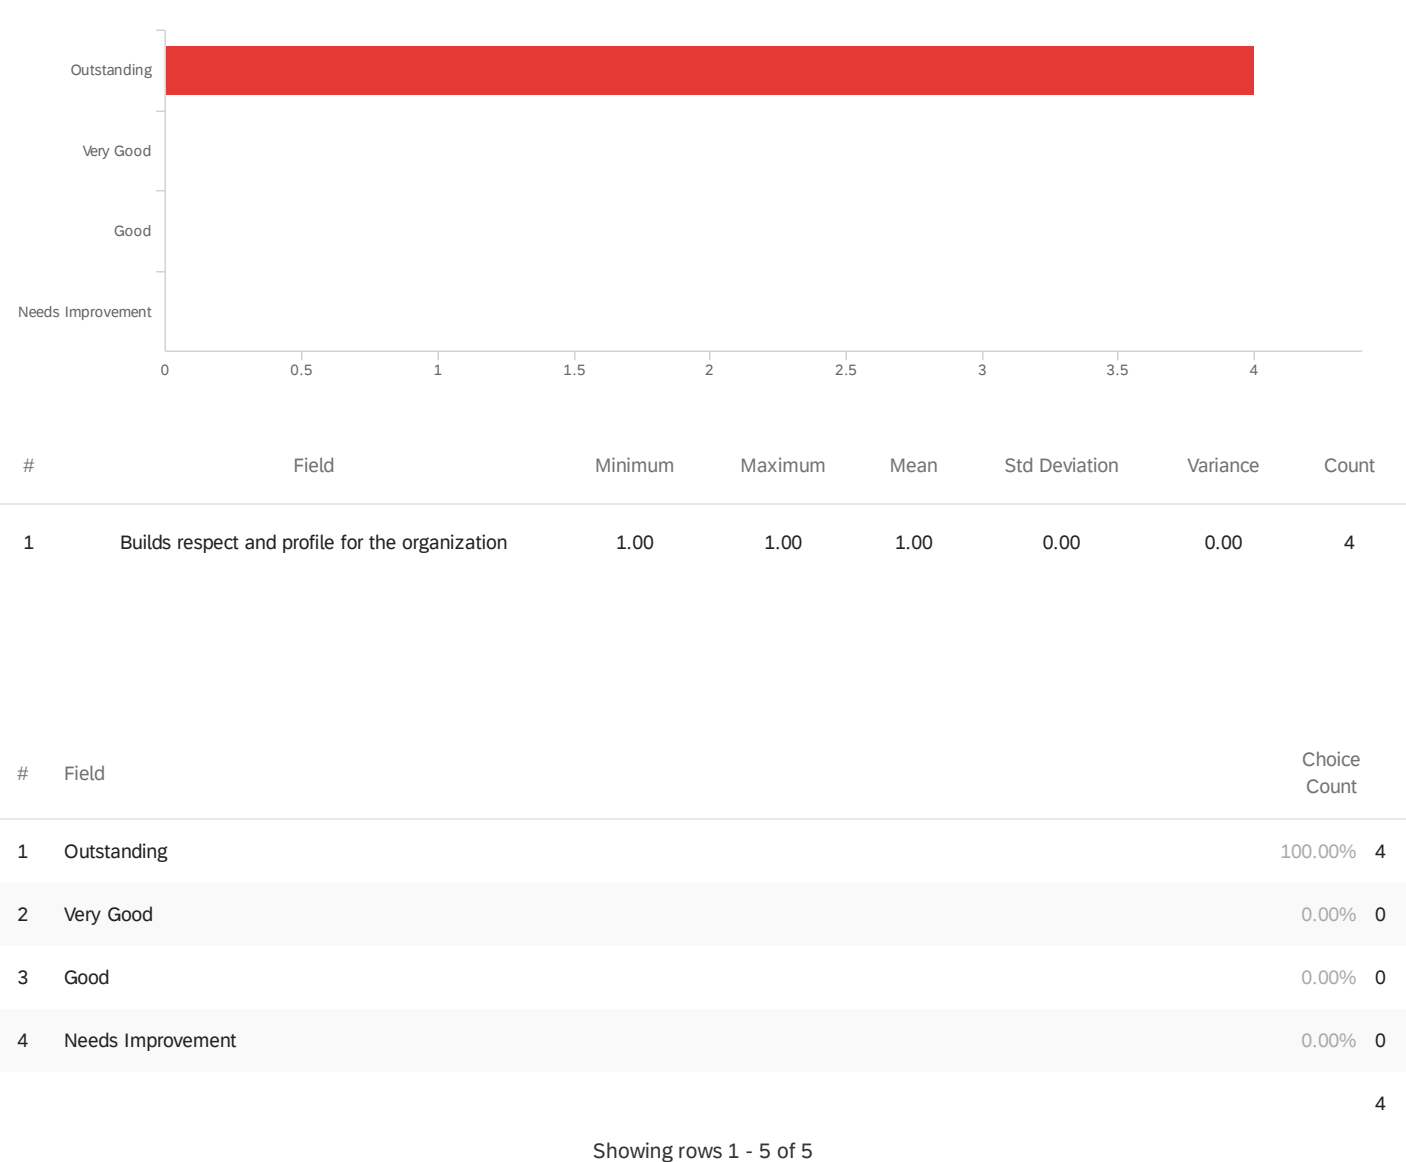 Outstanding
Very Good
Good
Needs Improvement
0 0.5 1 1.5 2 2.5 3 3.5 4
# Field Minimum Maximum Mean Std Deviation Variance Count
1 Builds respect and profile for the organization 1.00 1.00 1.00 0.00 0.00 4
# Field Choice
Count
1 Outstanding 100.00% 4
2 Very Good 0.00% 0
3 Good 0.00% 0
4 Needs Improvement 0.00% 0
4
Showing rows 1 - 5 of 5